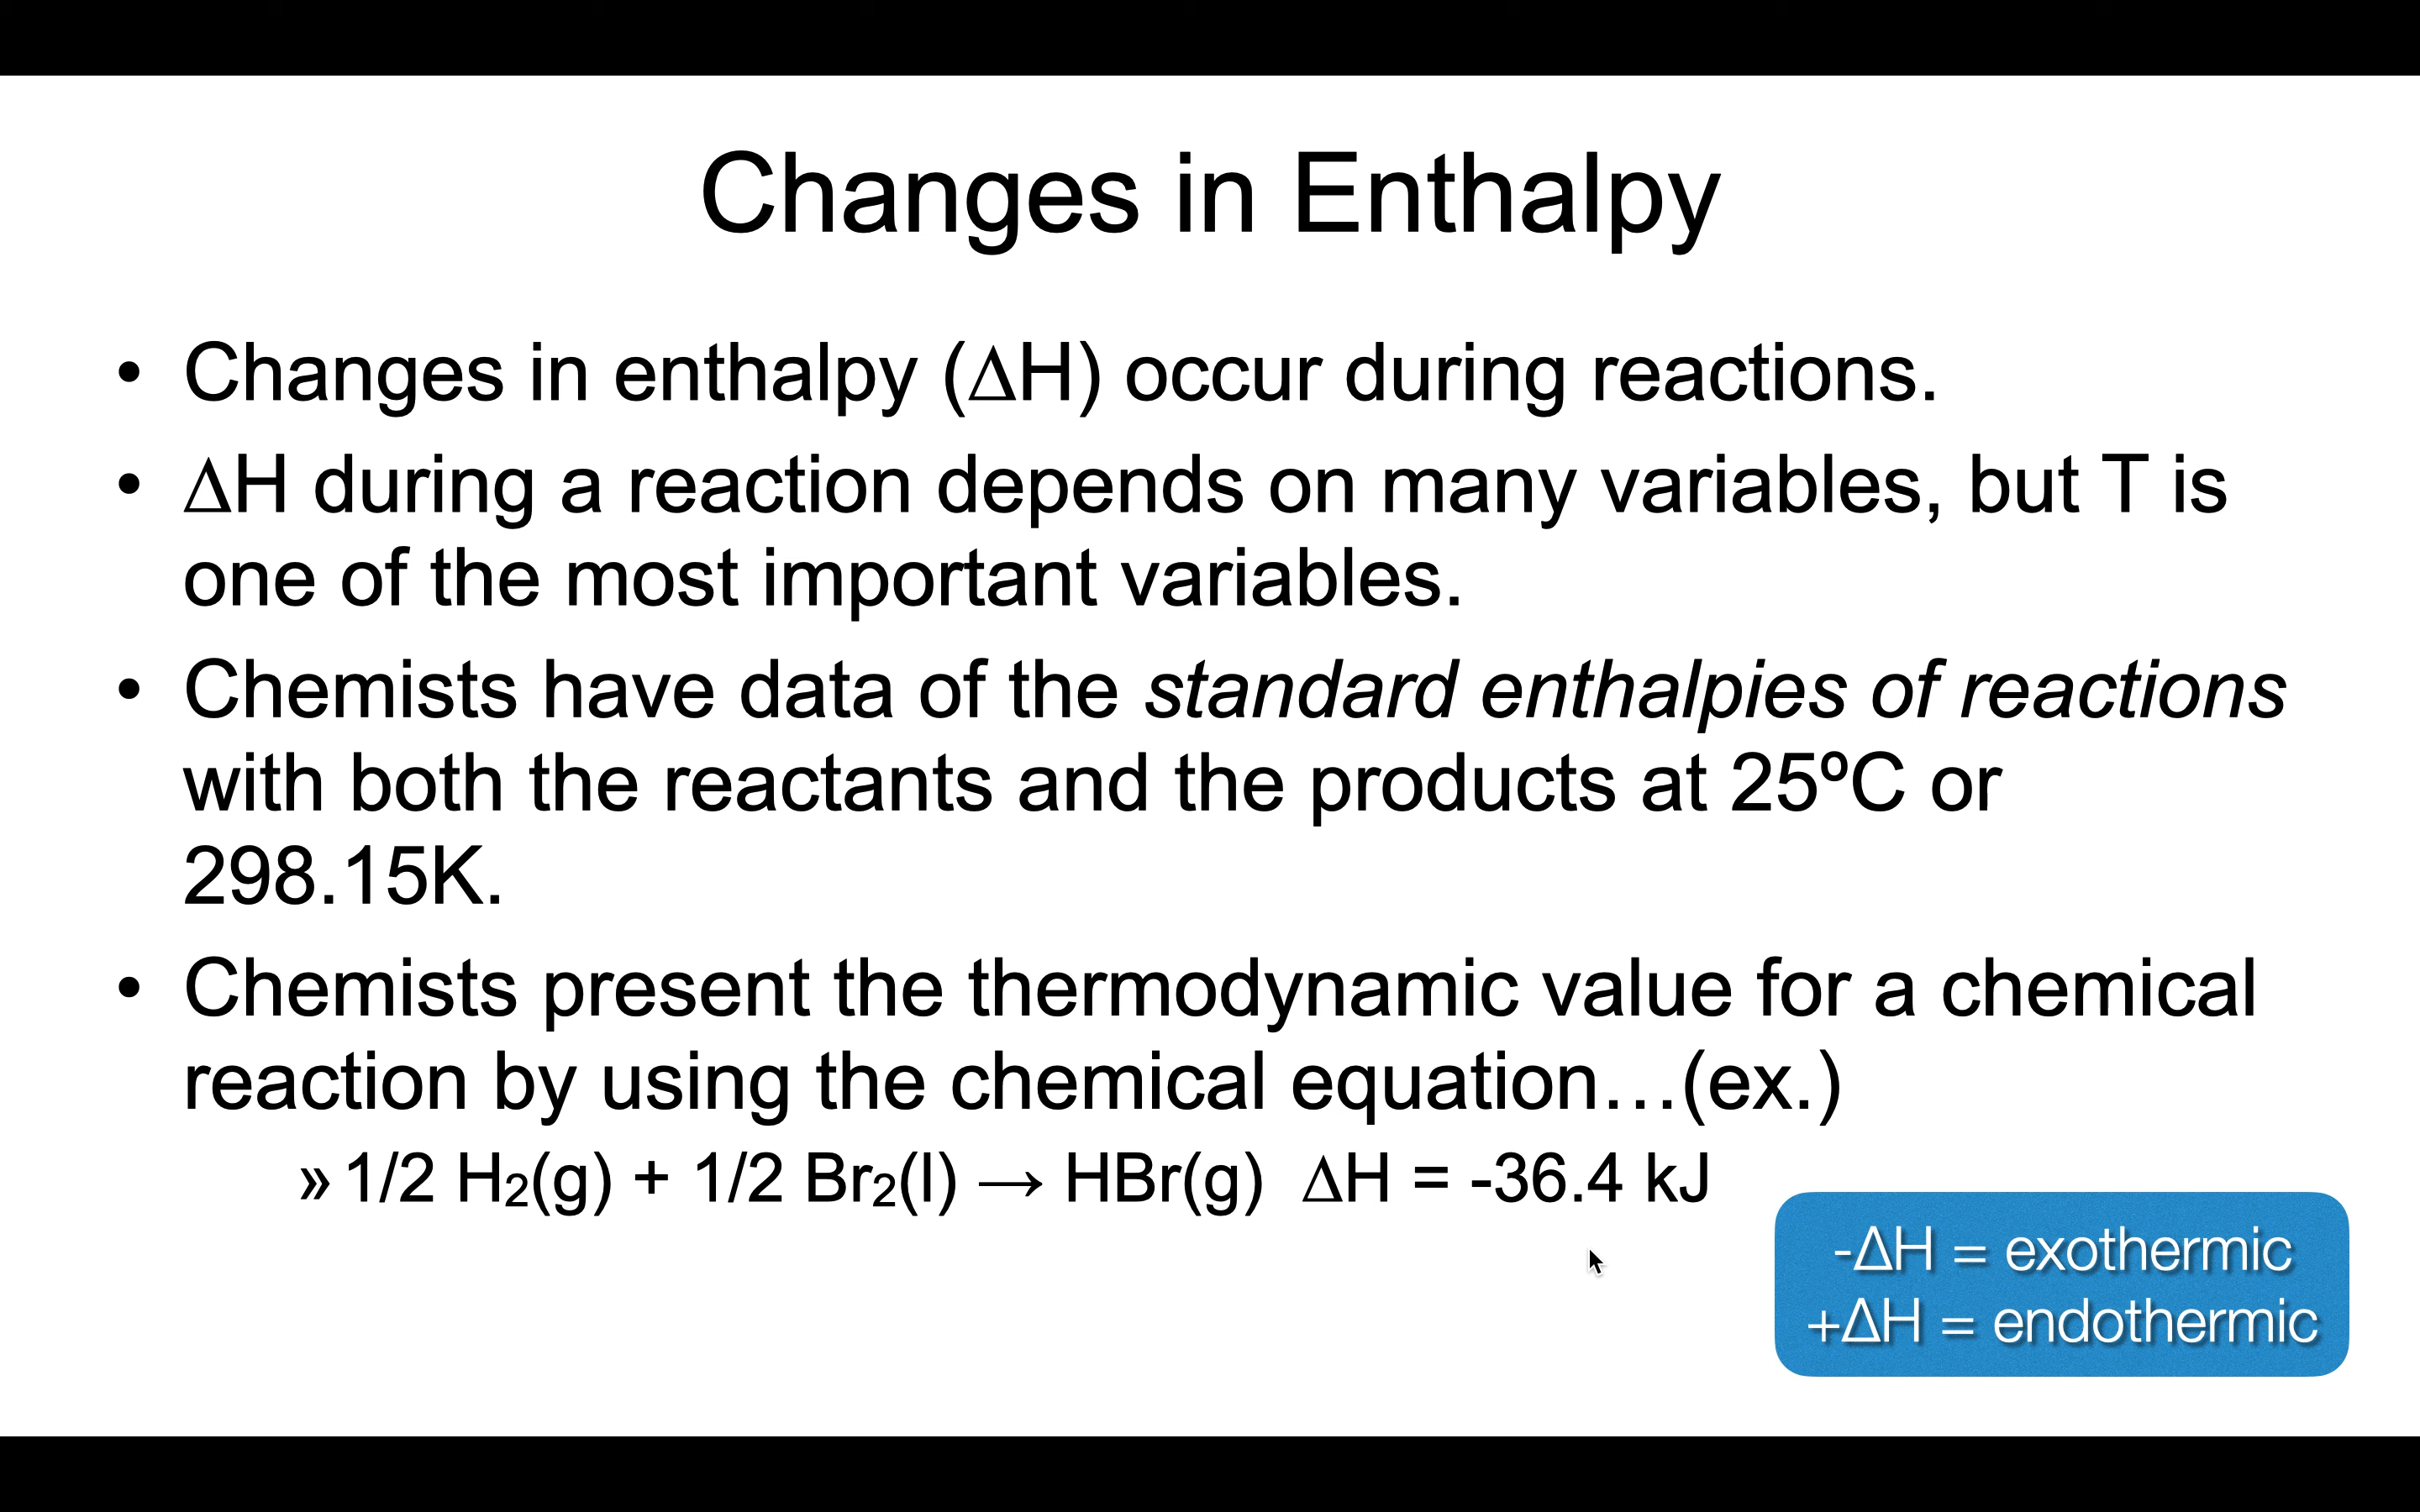 Changes in Enthalpy
• Changes in enthalpy (ΔH) occur during reactions.
• ΔH during a reaction depends on many variables, but T is
one of the most important variables.
• Chemists have data of the standard enthalpies of reactions
with both the reactants and the products at 25ºC or
298.15K.
• Chemists present the thermodynamic value for a chemical
reaction by using the chemical equation…(ex.)
» 1/2 H₂(g) + 1/2 Br₂(l) → HBr(g) ΔH = -36.4 kJ
-ΔH = exothermic
+ΔH = endothermic